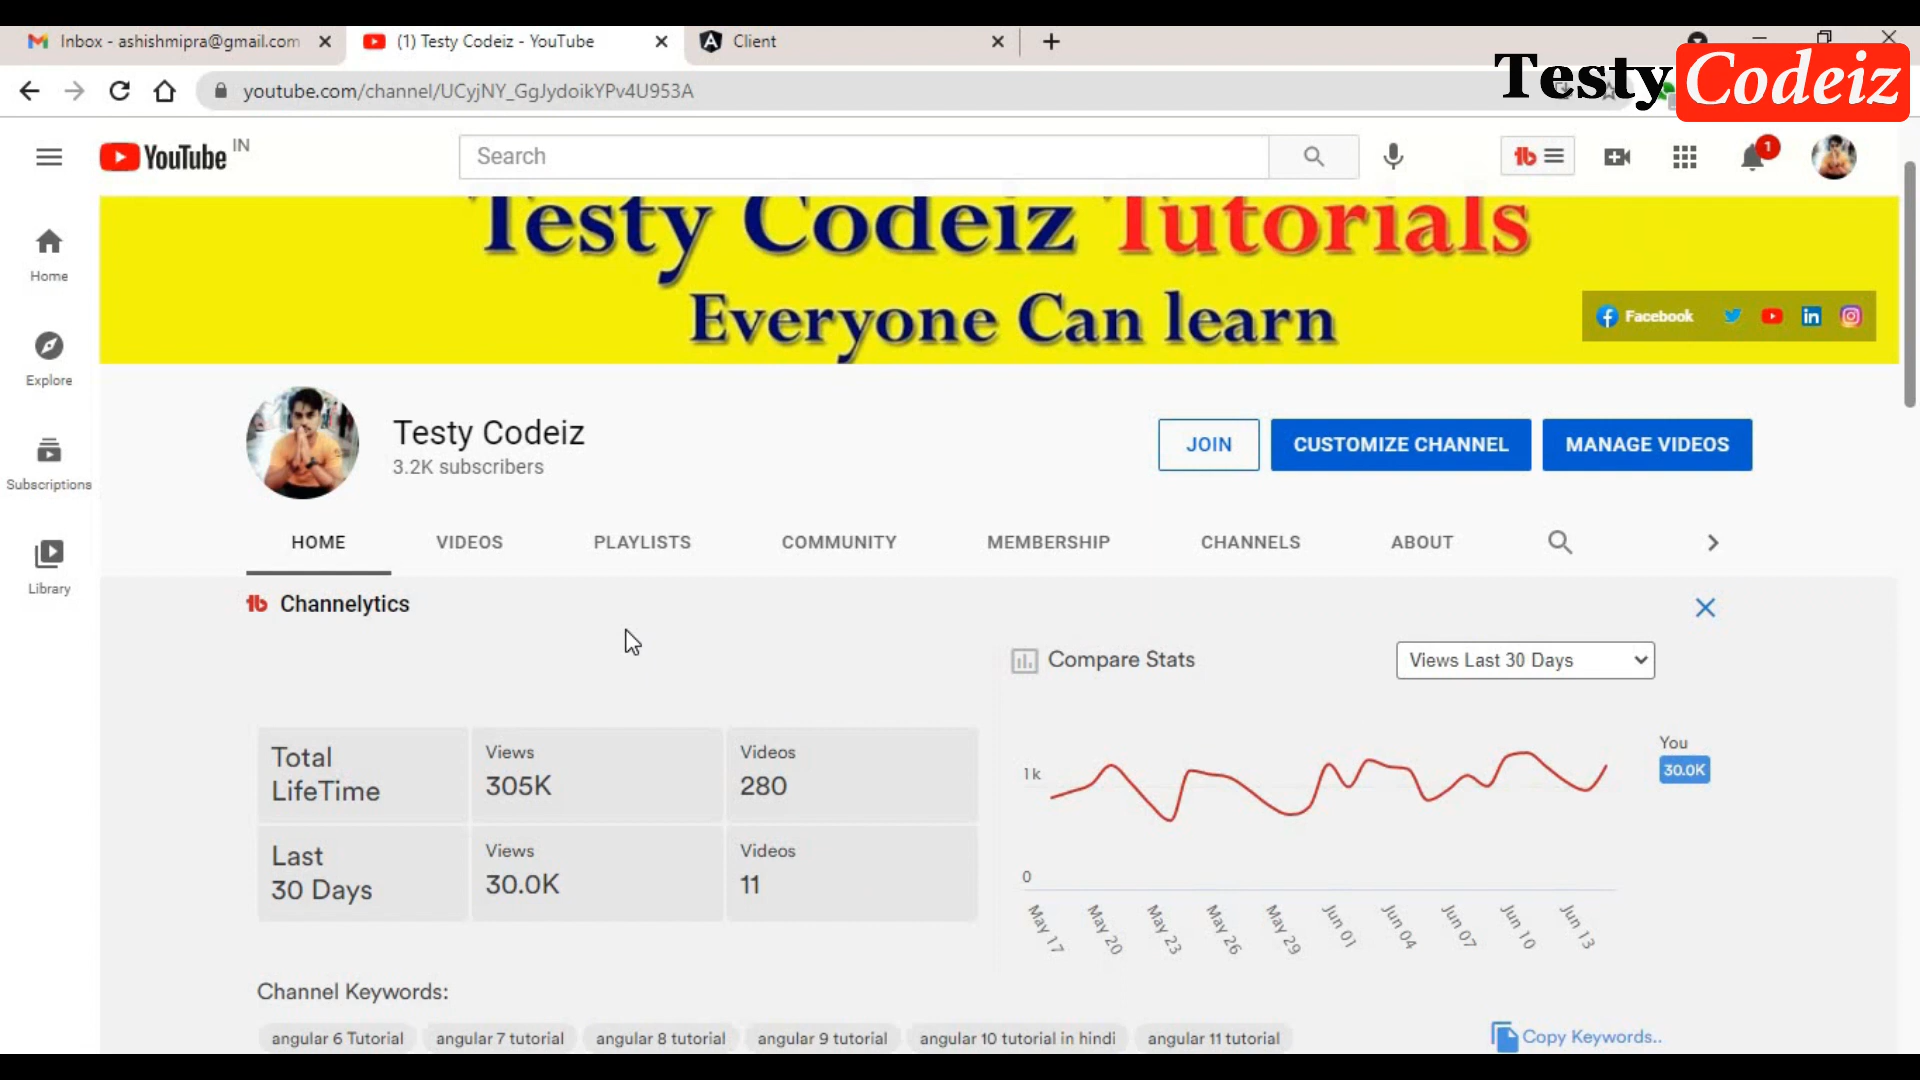 Inbox - ashishmipra@gmail.com
(1) Testy Codeiz - YouTube
Client
youtube.com/channel/UCyjNY_GgJydoikYPv4U953A
Testy Codeiz
YouTube IN
Search
1
Testy Codeiz Tutorials
Everyone Can learn
Facebook
Home
Explore
Subscriptions
Library
Testy Codeiz
3.2K subscribers
JOIN
CUSTOMIZE CHANNEL
MANAGE VIDEOS
HOME
VIDEOS
PLAYLISTS
COMMUNITY
MEMBERSHIP
CHANNELS
ABOUT
Channelytics
Compare Stats
Views Last 30 Days
Total
LifeTime
Views
305K
Videos
280
Last
30 Days
Views
30.0K
Videos
11
1k
0
May 17
May 20
May 23
May 26
May 29
Jun 01
Jun 04
Jun 07
Jun 10
Jun 13
You
30.0K
Channel Keywords:
angular 6 Tutorial
angular 7 tutorial
angular 8 tutorial
angular 9 tutorial
angular 10 tutorial in hindi
angular 11 tutorial
Copy Keywords..